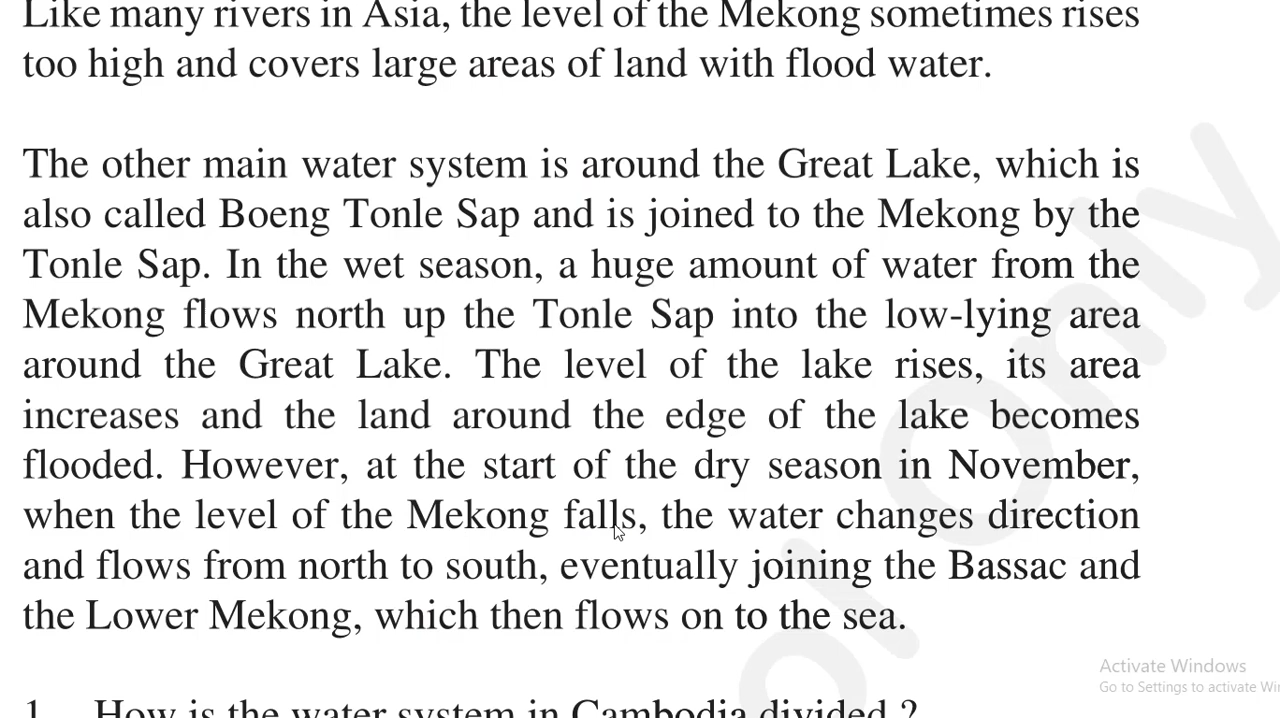 Like many rivers in Asia, the level of the Mekong sometimes rises
too high and covers large areas of land with flood water.
The other main water system is around the Great Lake, which is
also called Boeng Tonle Sap and is joined to the Mekong by the
Tonle Sap. In the wet season, a huge amount of water from the
Mekong flows north up the Tonle Sap into the low-lying area
around the Great Lake. The level of the lake rises, its area
increases and the land around the edge of the lake becomes
flooded. However, at the start of the dry season in November,
when the level of the Mekong falls, the water changes direction
and flows from north to south, eventually joining the Bassac and
the Lower Mekong, which then flows on to the sea.
Activate Windows
Go to Settings to activate Wi
1. How is the water system in Cambodia divided ?
ol Only